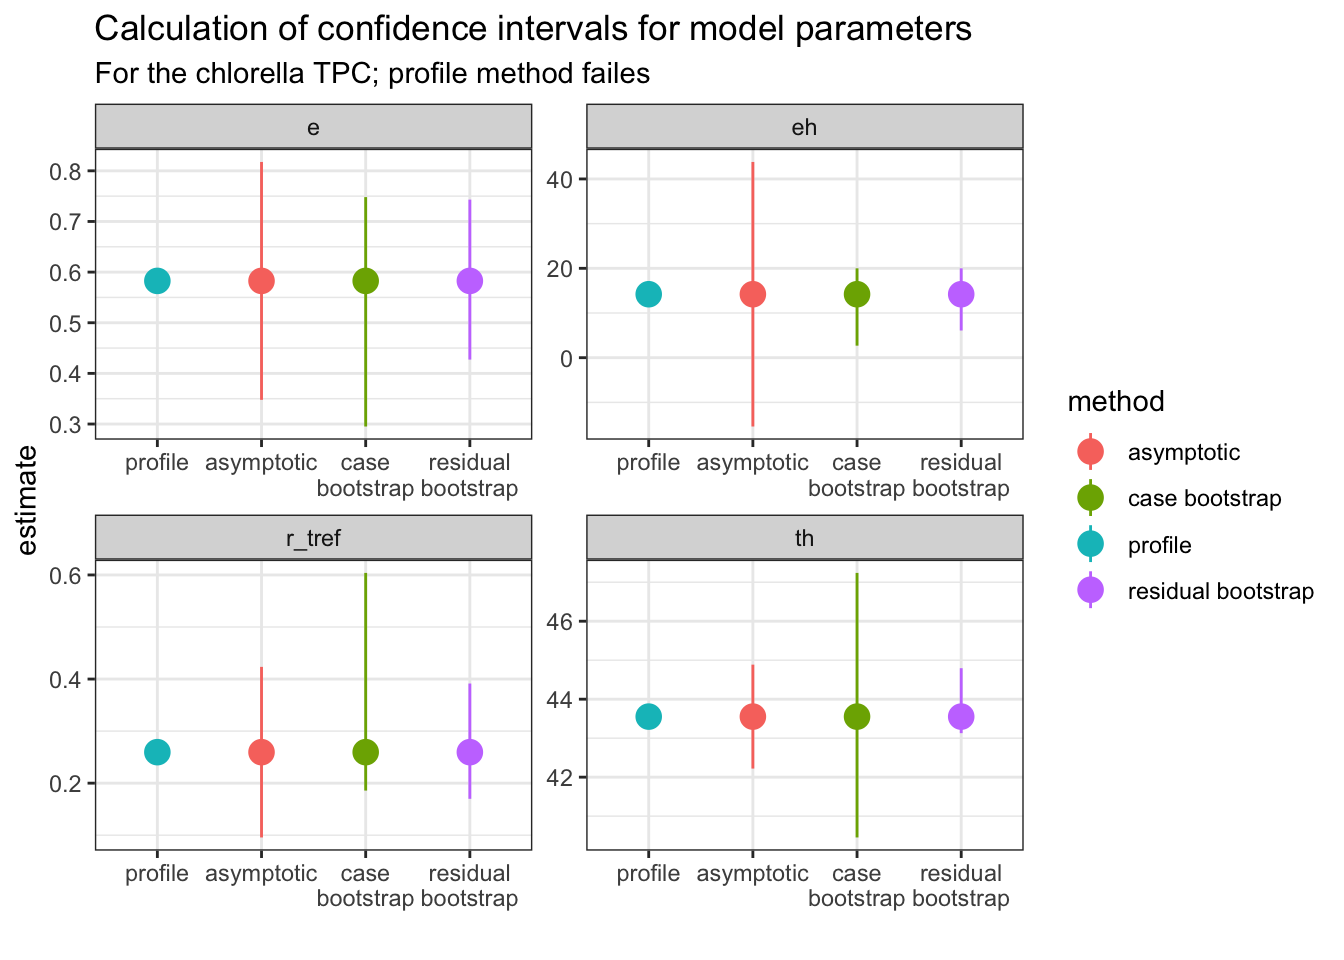 Calculation of confidence intervals for model parameters
For the chlorella TPC; profile method failes
e
eh
0.8
0.7
0.6
0.5
0.4
0.3
40
20
0
profile asymptotic case bootstrap residual bootstrap
profile asymptotic case bootstrap residual bootstrap
estimate
r_tref
th
0.6
0.4
0.2
46
44
42
profile asymptotic case bootstrap residual bootstrap
profile asymptotic case bootstrap residual bootstrap
method
asymptotic
case bootstrap
profile
residual bootstrap